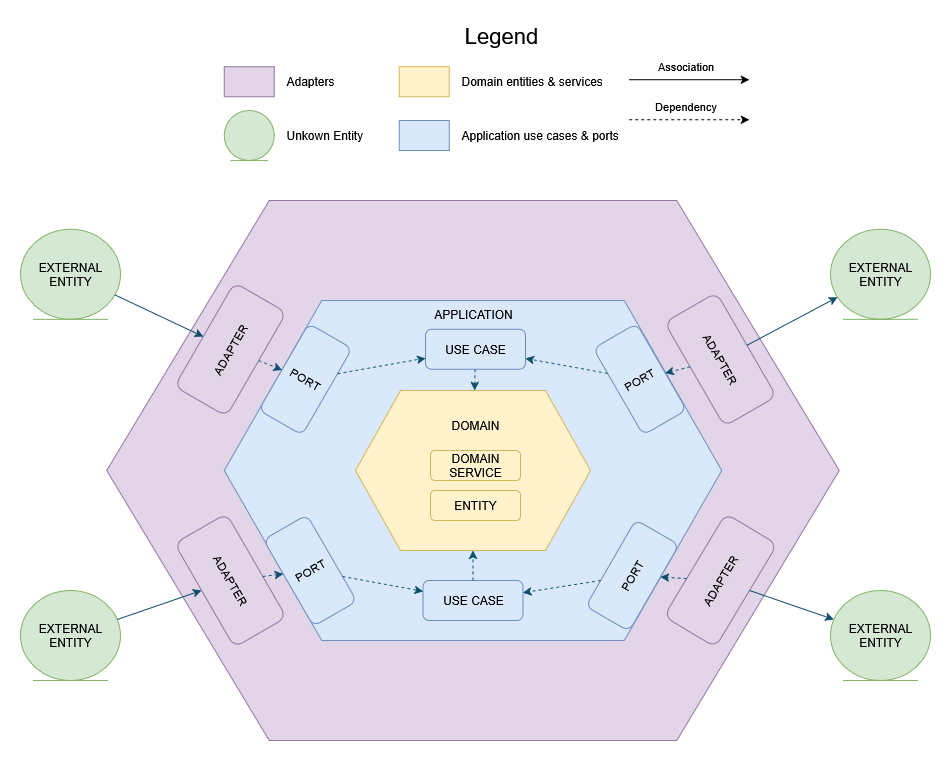 Legend
Adapters
Domain entities & services
Association
Unkown Entity
Application use cases & ports
Dependency
EXTERNAL
ENTITY
EXTERNAL
ENTITY
APPLICATION
ADAPTER
PORT
USE CASE
PORT
ADAPTER
DOMAIN
DOMAIN
SERVICE
ENTITY
ADAPTER
PORT
USE CASE
PORT
ADAPTER
EXTERNAL
ENTITY
EXTERNAL
ENTITY